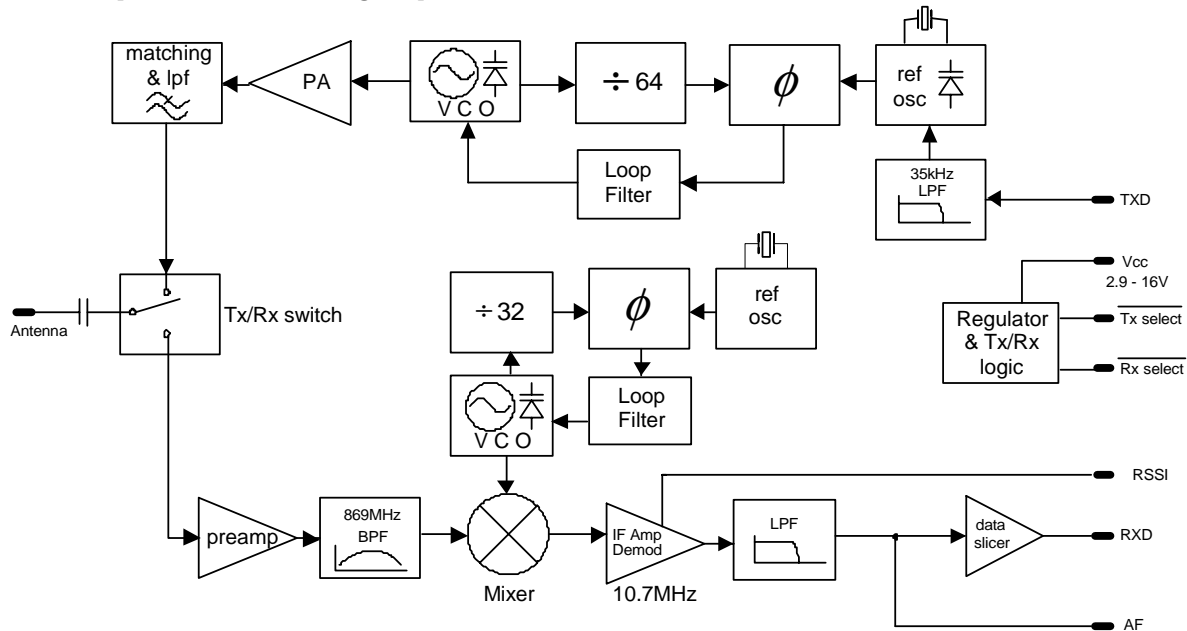 matching
& lpf
PA
V C O
÷ 64
ϕ
ref
osc
Loop
Filter
35kHz
LPF
TXD
Vcc
2.9 - 16V
Tx select
Rx select
Regulator
& Tx/Rx
logic
Antenna
Tx/Rx switch
÷ 32
ϕ
ref
osc
Loop
Filter
V C O
preamp
869MHz
BPF
Mixer
IF Amp
Demod
10.7MHz
LPF
data
slicer
RSSI
RXD
AF